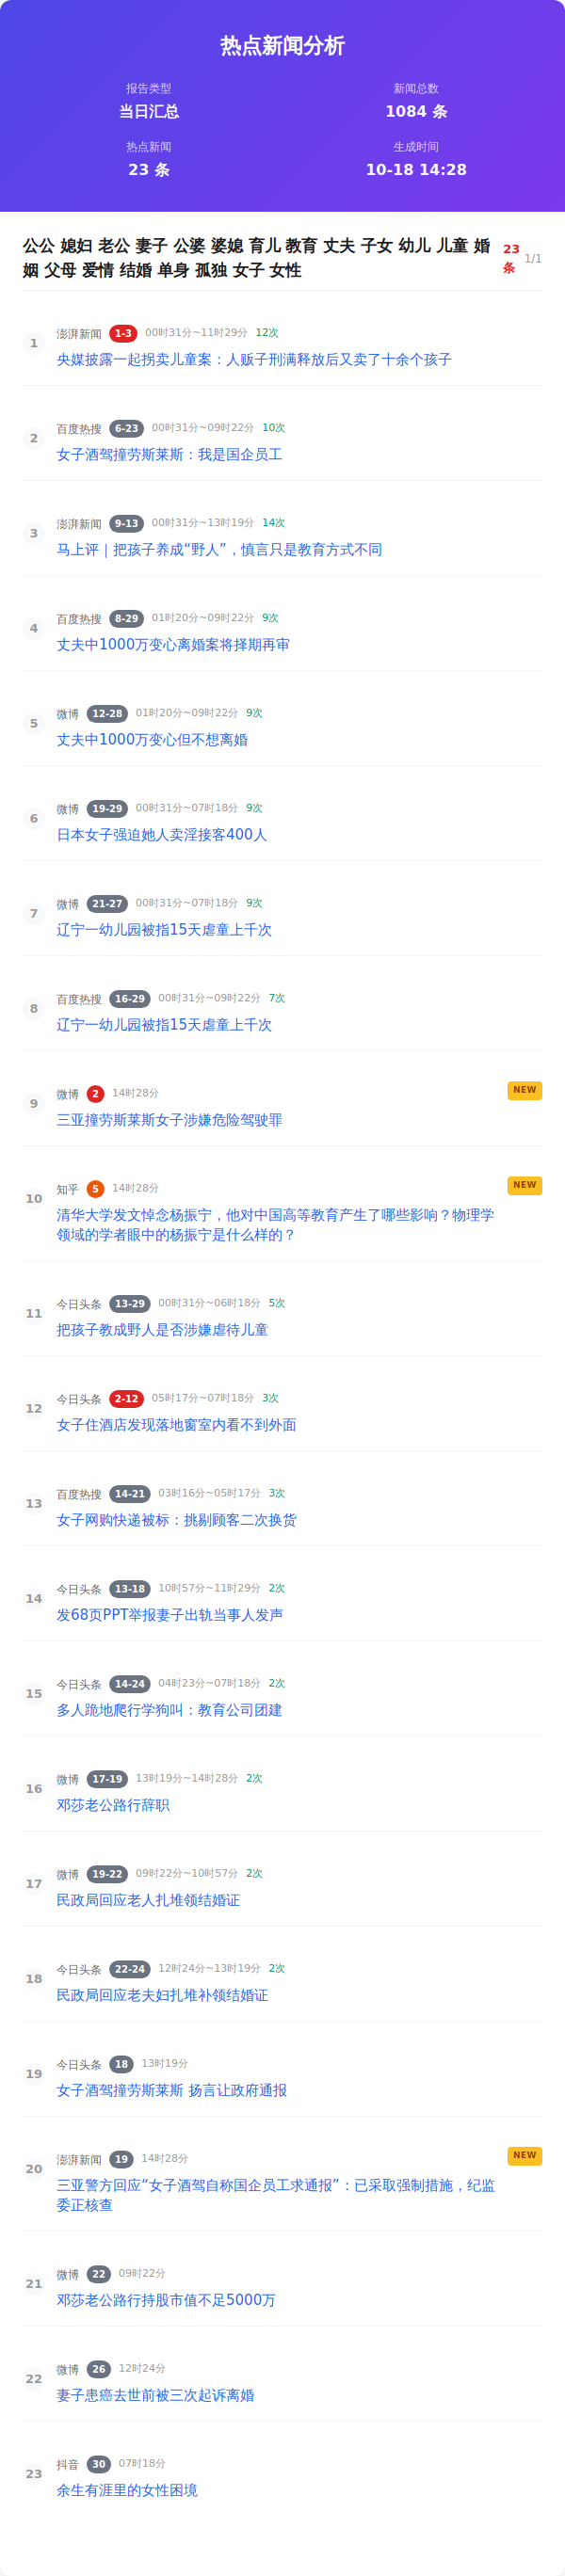 热点新闻分析
报告类型
新闻总数
当日汇总
1084 条
热点新闻
生成时间
23 条
10-18 14:28
公公 媳妇 老公 妻子 公婆 婆媳 育儿 教育 丈夫 子女 幼儿 儿童 婚
姻 父母 爱情 结婚 单身 孤独 女子 女性
23
条
1/1
1
澎湃新闻 1-3 00时31分~11时29分 12次
央媒披露一起拐卖儿童案：人贩子刑满释放后又卖了十余个孩子
2
百度热搜 6-23 00时31分~09时22分 10次
女子酒驾撞劳斯莱斯：我是国企员工
3
澎湃新闻 9-13 00时31分~13时19分 14次
马上评｜把孩子养成“野人”，慎言只是教育方式不同
4
百度热搜 8-29 01时20分~09时22分 9次
丈夫中1000万变心离婚案将择期再审
5
微博 12-28 01时20分~09时22分 9次
丈夫中1000万变心但不想离婚
6
微博 19-29 00时31分~07时18分 9次
日本女子强迫她人卖淫接客400人
7
微博 21-27 00时31分~07时18分 9次
辽宁一幼儿园被指15天虐童上千次
8
百度热搜 16-29 00时31分~09时22分 7次
辽宁一幼儿园被指15天虐童上千次
9
微博 2 14时28分
NEW
三亚撞劳斯莱斯女子涉嫌危险驾驶罪
10
知乎 5 14时28分
NEW
清华大学发文悼念杨振宁，他对中国高等教育产生了哪些影响？物理学
领域的学者眼中的杨振宁是什么样的？
11
今日头条 13-29 00时31分~06时18分 5次
把孩子教成野人是否涉嫌虐待儿童
12
今日头条 2-12 05时17分~07时18分 3次
女子住酒店发现落地窗室内看不到外面
13
百度热搜 14-21 03时16分~05时17分 3次
女子网购快递被标：挑剔顾客二次换货
14
今日头条 13-18 10时57分~11时29分 2次
发68页PPT举报妻子出轨当事人发声
15
今日头条 14-24 04时23分~07时18分 2次
多人跪地爬行学狗叫：教育公司团建
16
微博 17-19 13时19分~14时28分 2次
邓莎老公路行辞职
17
微博 19-22 09时22分~10时57分 2次
民政局回应老人扎堆领结婚证
18
今日头条 22-24 12时24分~13时19分 2次
民政局回应老夫妇扎堆补领结婚证
19
今日头条 18 13时19分
女子酒驾撞劳斯莱斯 扬言让政府通报
20
澎湃新闻 19 14时28分
NEW
三亚警方回应“女子酒驾自称国企员工求通报”：已采取强制措施，纪监
委正核查
21
微博 22 09时22分
邓莎老公路行持股市值不足5000万
22
微博 26 12时24分
妻子患癌去世前被三次起诉离婚
23
抖音 30 07时18分
余生有涯里的女性困境